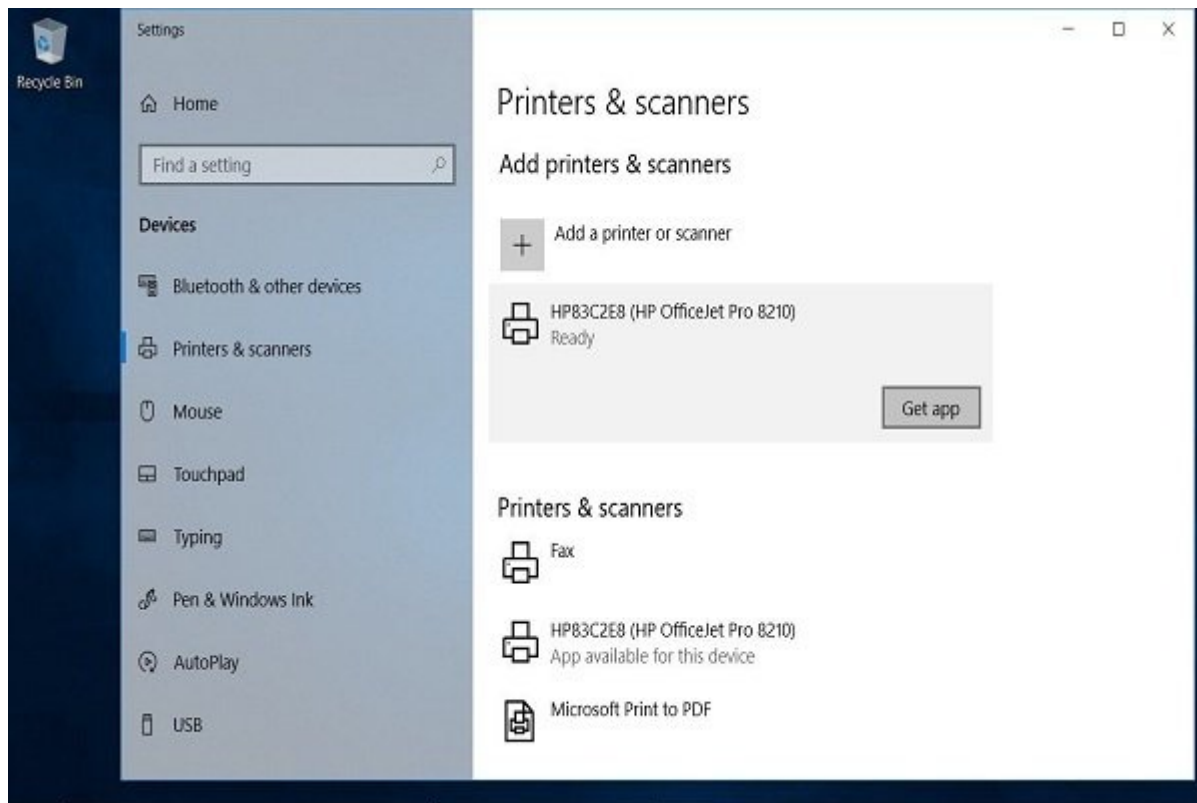 Recycle Bin
Settings
Home
Find a setting
Devices
Bluetooth & other devices
Printers & scanners
Mouse
Touchpad
Typing
Pen & Windows Ink
AutoPlay
USB
Printers & scanners
Add printers & scanners
Add a printer or scanner
HP83C2E8 (HP OfficeJet Pro 8210)
Ready
Get app
Printers & scanners
Fax
HP83C2E8 (HP OfficeJet Pro 8210)
App available for this device
Microsoft Print to PDF